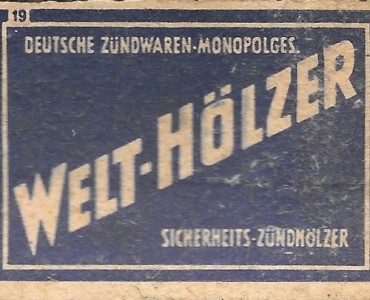 19
DEUTSCHE ZÜNDWAREN-MONOPOLGES.
WELT-HÖLZER
SICHERHEITS-ZÜNDHÖLZER